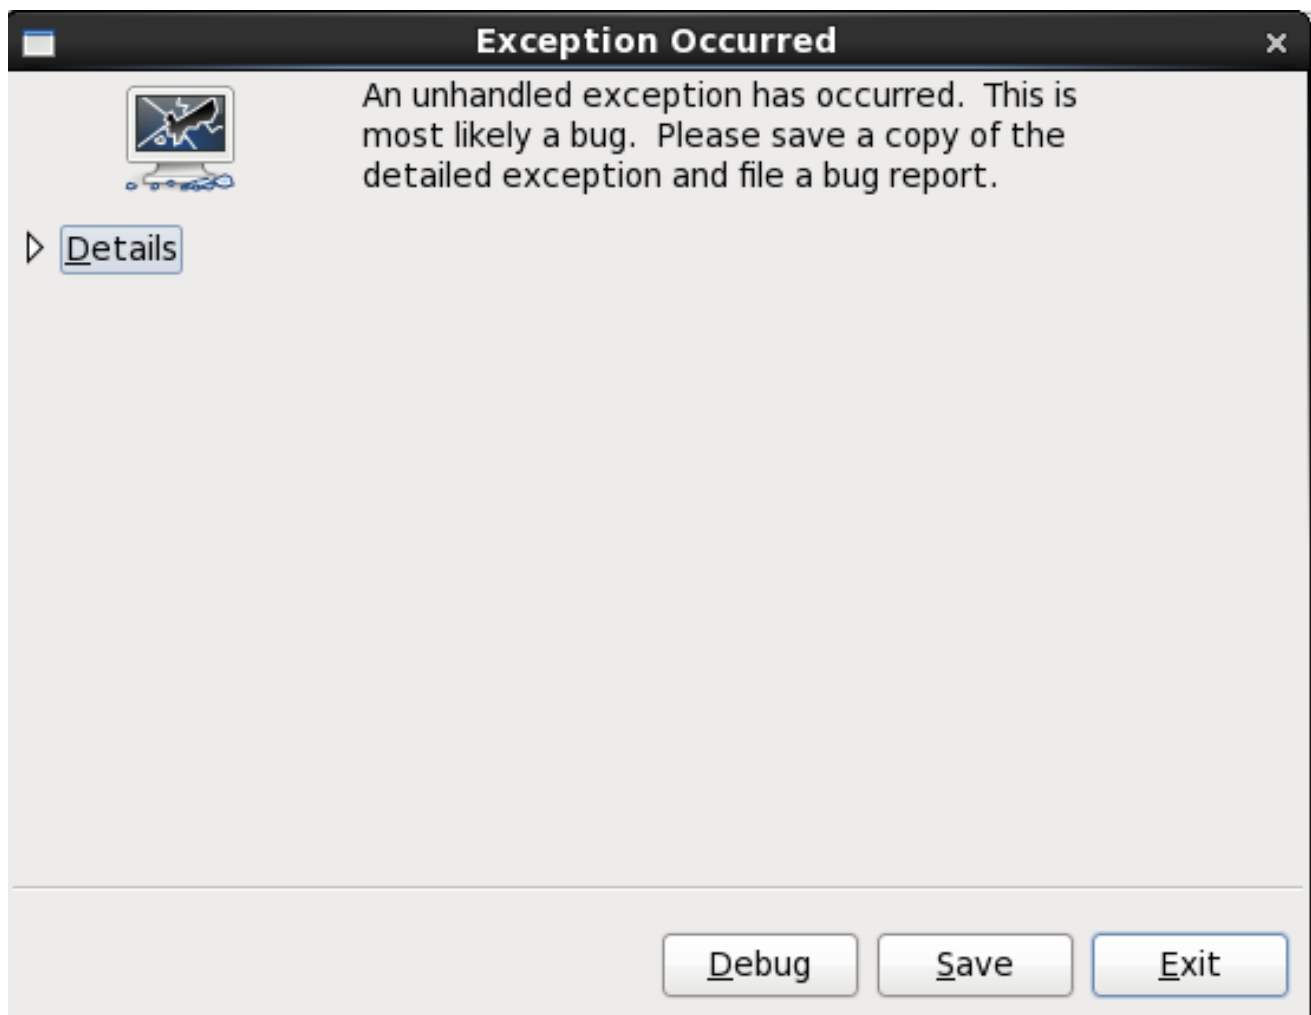 Exception Occurred
An unhandled exception has occurred.  This is
most likely a bug.  Please save a copy of the
detailed exception and file a bug report.
Details
Debug
Save
Exit